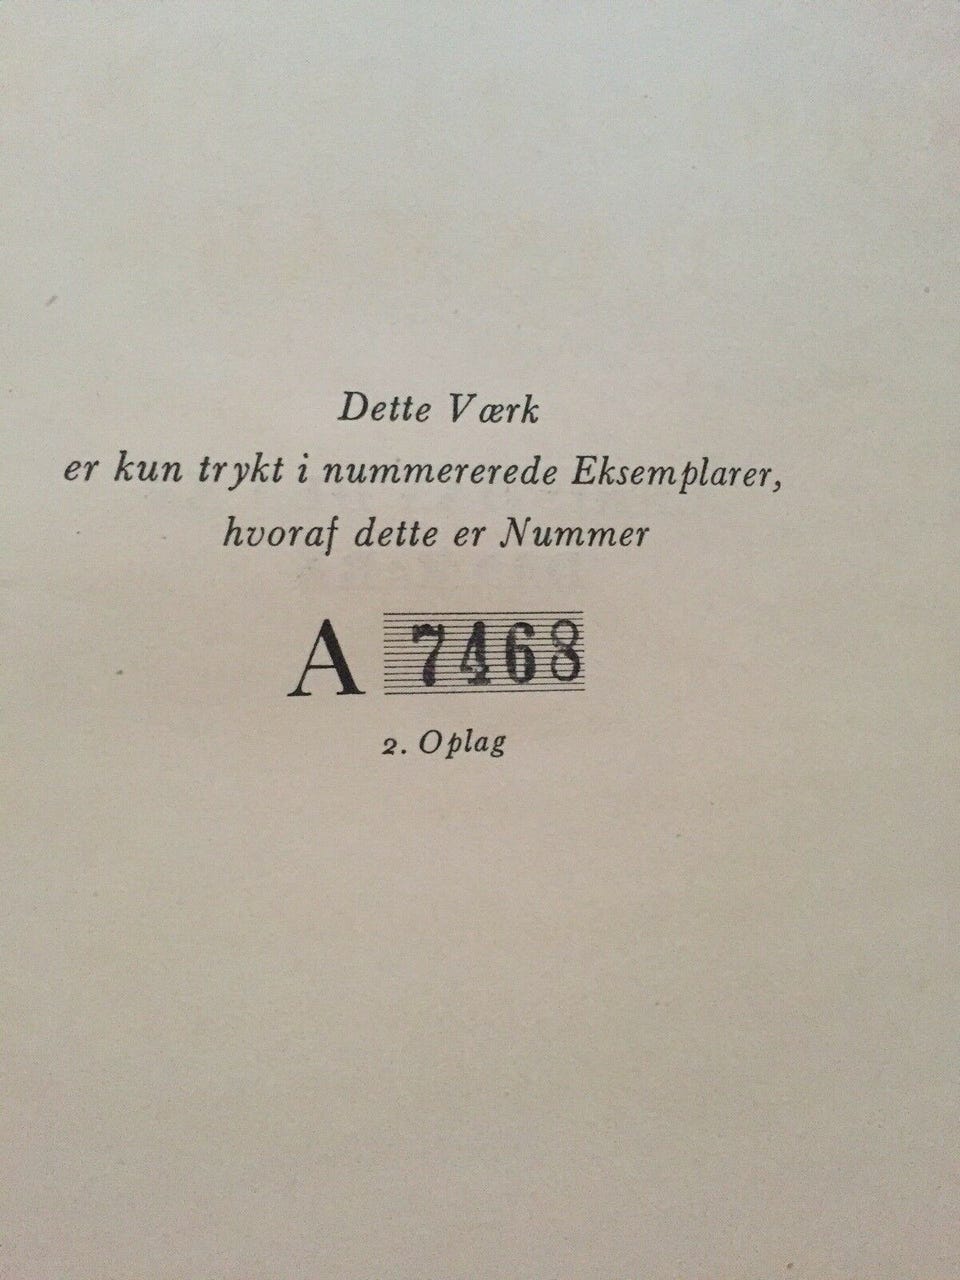 Dette Værk
er kun trykt i nummererede Eksemplarer,
hvoraf dette er Nummer
A 7468
2. Oplag